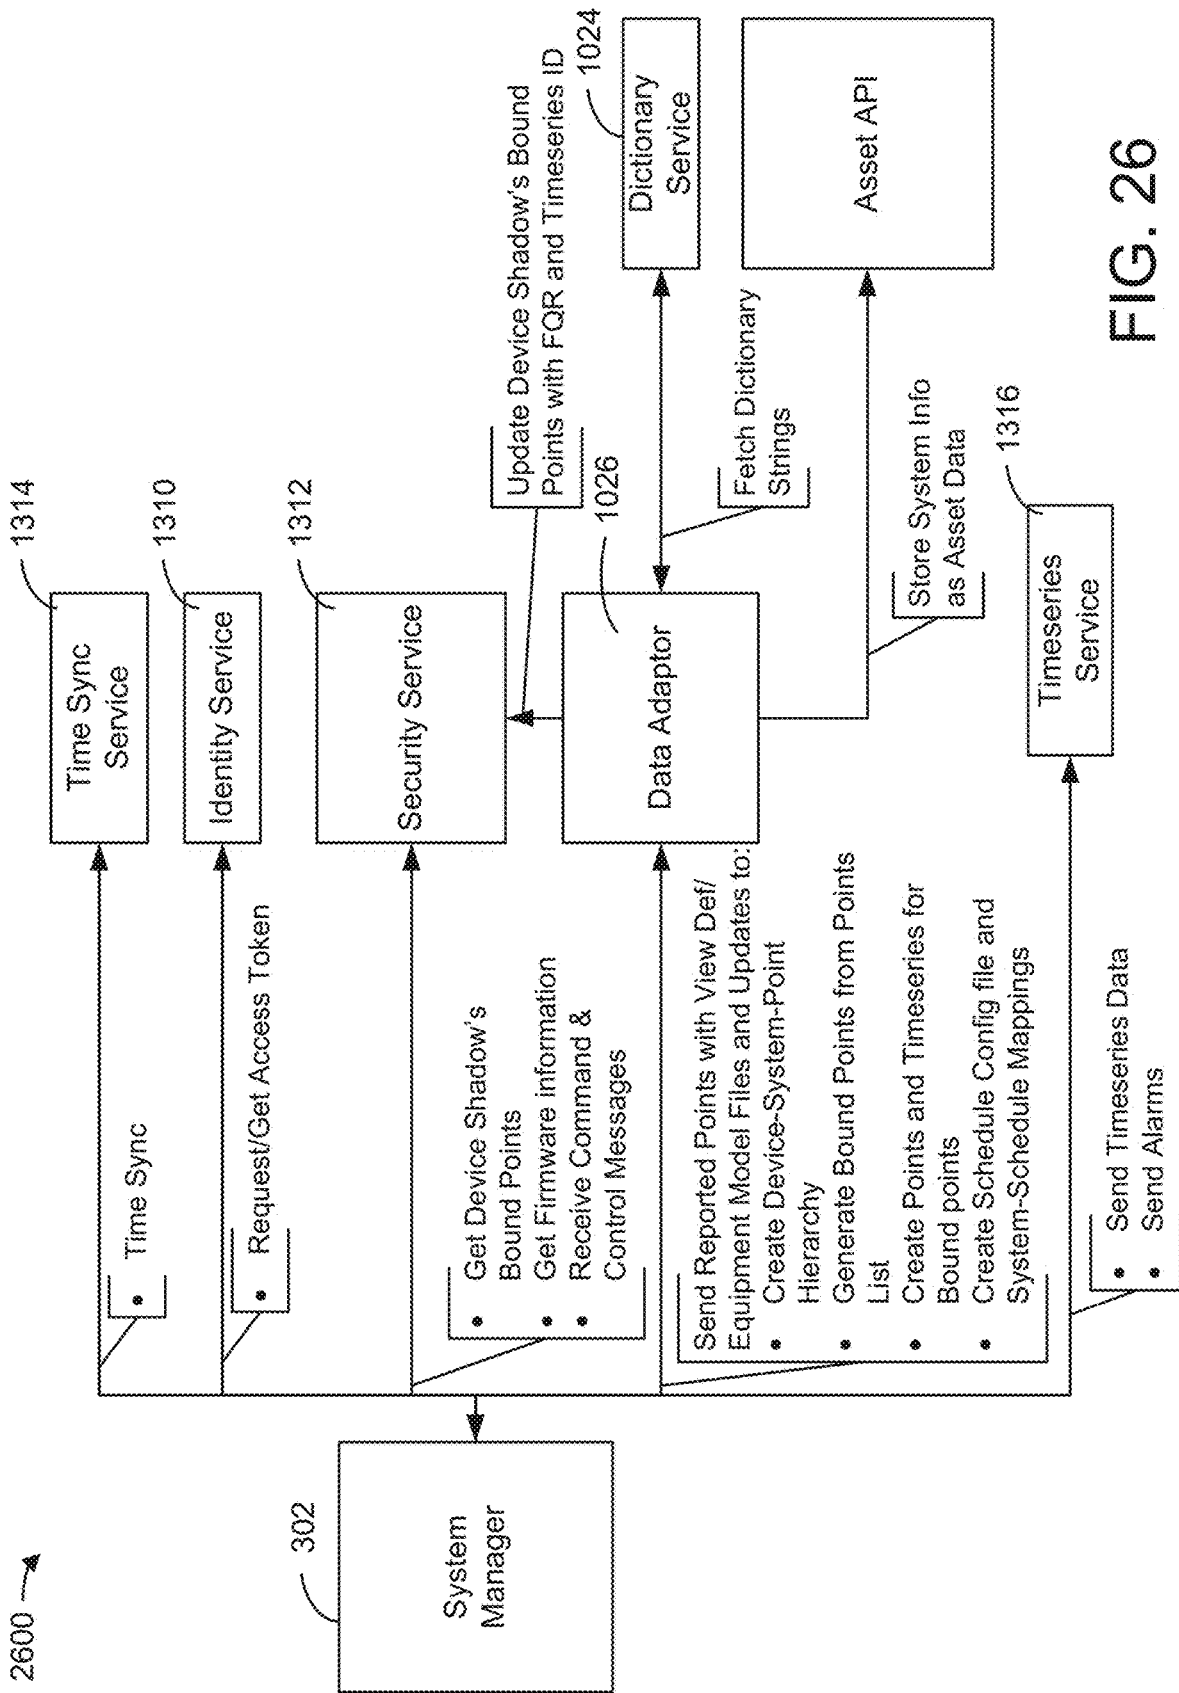 2600
302
System
Manager
• Time Sync
1314
Time Sync
Service
• Request/Get Access Token
1310
Identity Service
• Get Device Shadow's
Bound Points
• Get Firmware information
• Receive Command &
Control Messages
1312
Security Service
Update Device Shadow's Bound
Points with FQR and Timeseries ID
Send Reported Points with View Def/
Equipment Model Files and Updates to:
• Create Device-System-Point
Hierarchy
• Generate Bound Points from Points
List
• Create Points and Timeseries for
Bound points
• Create Schedule Config file and
System-Schedule Mappings
1026
Data Adaptor
Fetch Dictionary
Strings
1024
Dictionary
Service
Store System Info
as Asset Data
Asset API
• Send Timeseries Data
• Send Alarms
1316
Timeseries
Service
FIG. 26